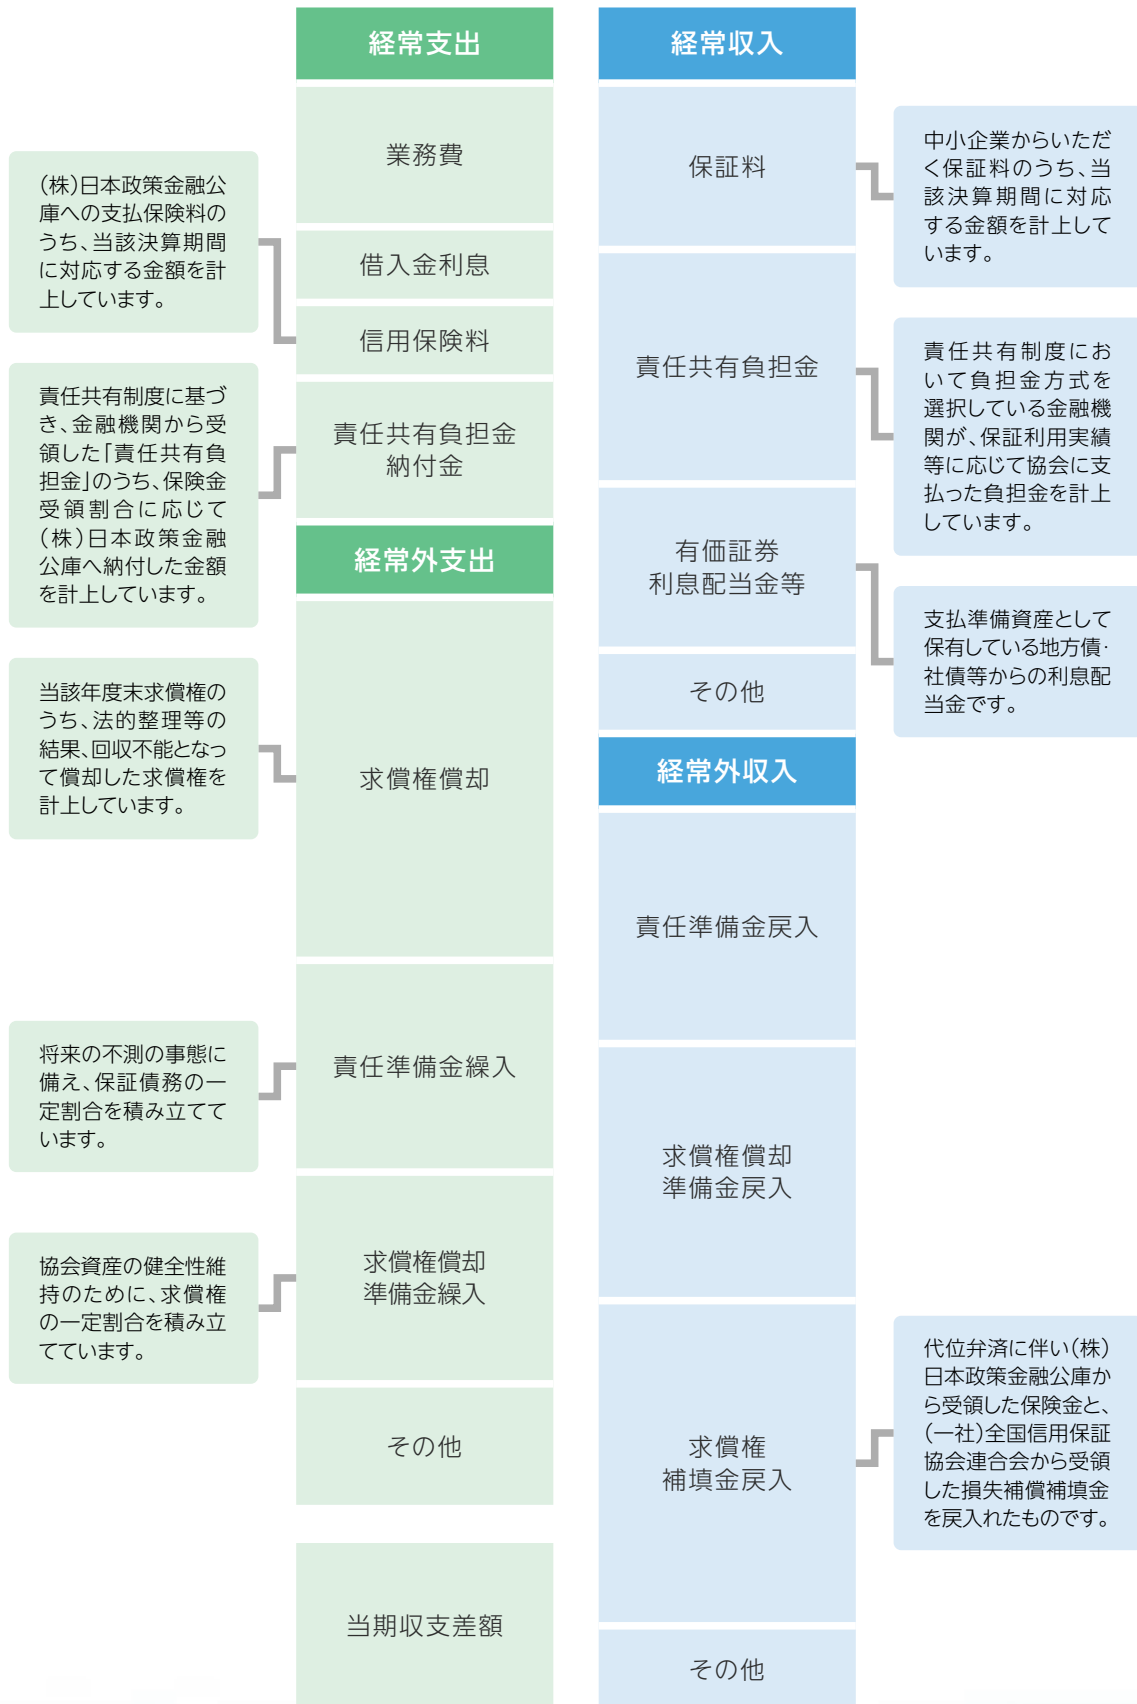 経常支出
業務費
(株)日本政策金融公
庫への支払保険料の
うち、当該決算期間
に対応する金額を計
上しています。
借入金利息
信用保険料
責任共有制度に基づ
き、金融機関から受
領した「責任共有負
担金」のうち、保険金
受領割合に応じて
(株)日本政策金融
公庫へ納付した金額
を計上しています。
責任共有負担金
納付金
経常外支出
当該年度末求償権の
うち、法的整理等の
結果、回収不能となっ
て償却した求償権を
計上しています。
求償権償却
将来の不測の事態に
備え、保証債務の一
定割合を積み立てて
います。
責任準備金繰入
協会資産の健全性維
持のために、求償権
の一定割合を積み立
てています。
求償権償却
準備金繰入
その他
当期収支差額
経常収入
保証料
中小企業からいただ
く保証料のうち、当
該決算期間に対応
する金額を計上して
います。
責任共有負担金
責任共有制度にお
いて負担金方式を
選択している金融機
関が、保証利用実績
等に応じて協会に支
払った負担金を計上
しています。
有価証券
利息配当金等
支払準備資産として
保有している地方債・
社債等からの利息配
当金です。
その他
経常外収入
責任準備金戻入
求償権償却
準備金戻入
求償権
補填金戻入
代位弁済に伴い(株)
日本政策金融公庫か
ら受領した保険金と、
(一社)全国信用保証
協会連合会から受領
した損失補償補填金
を戻入れたものです。
その他